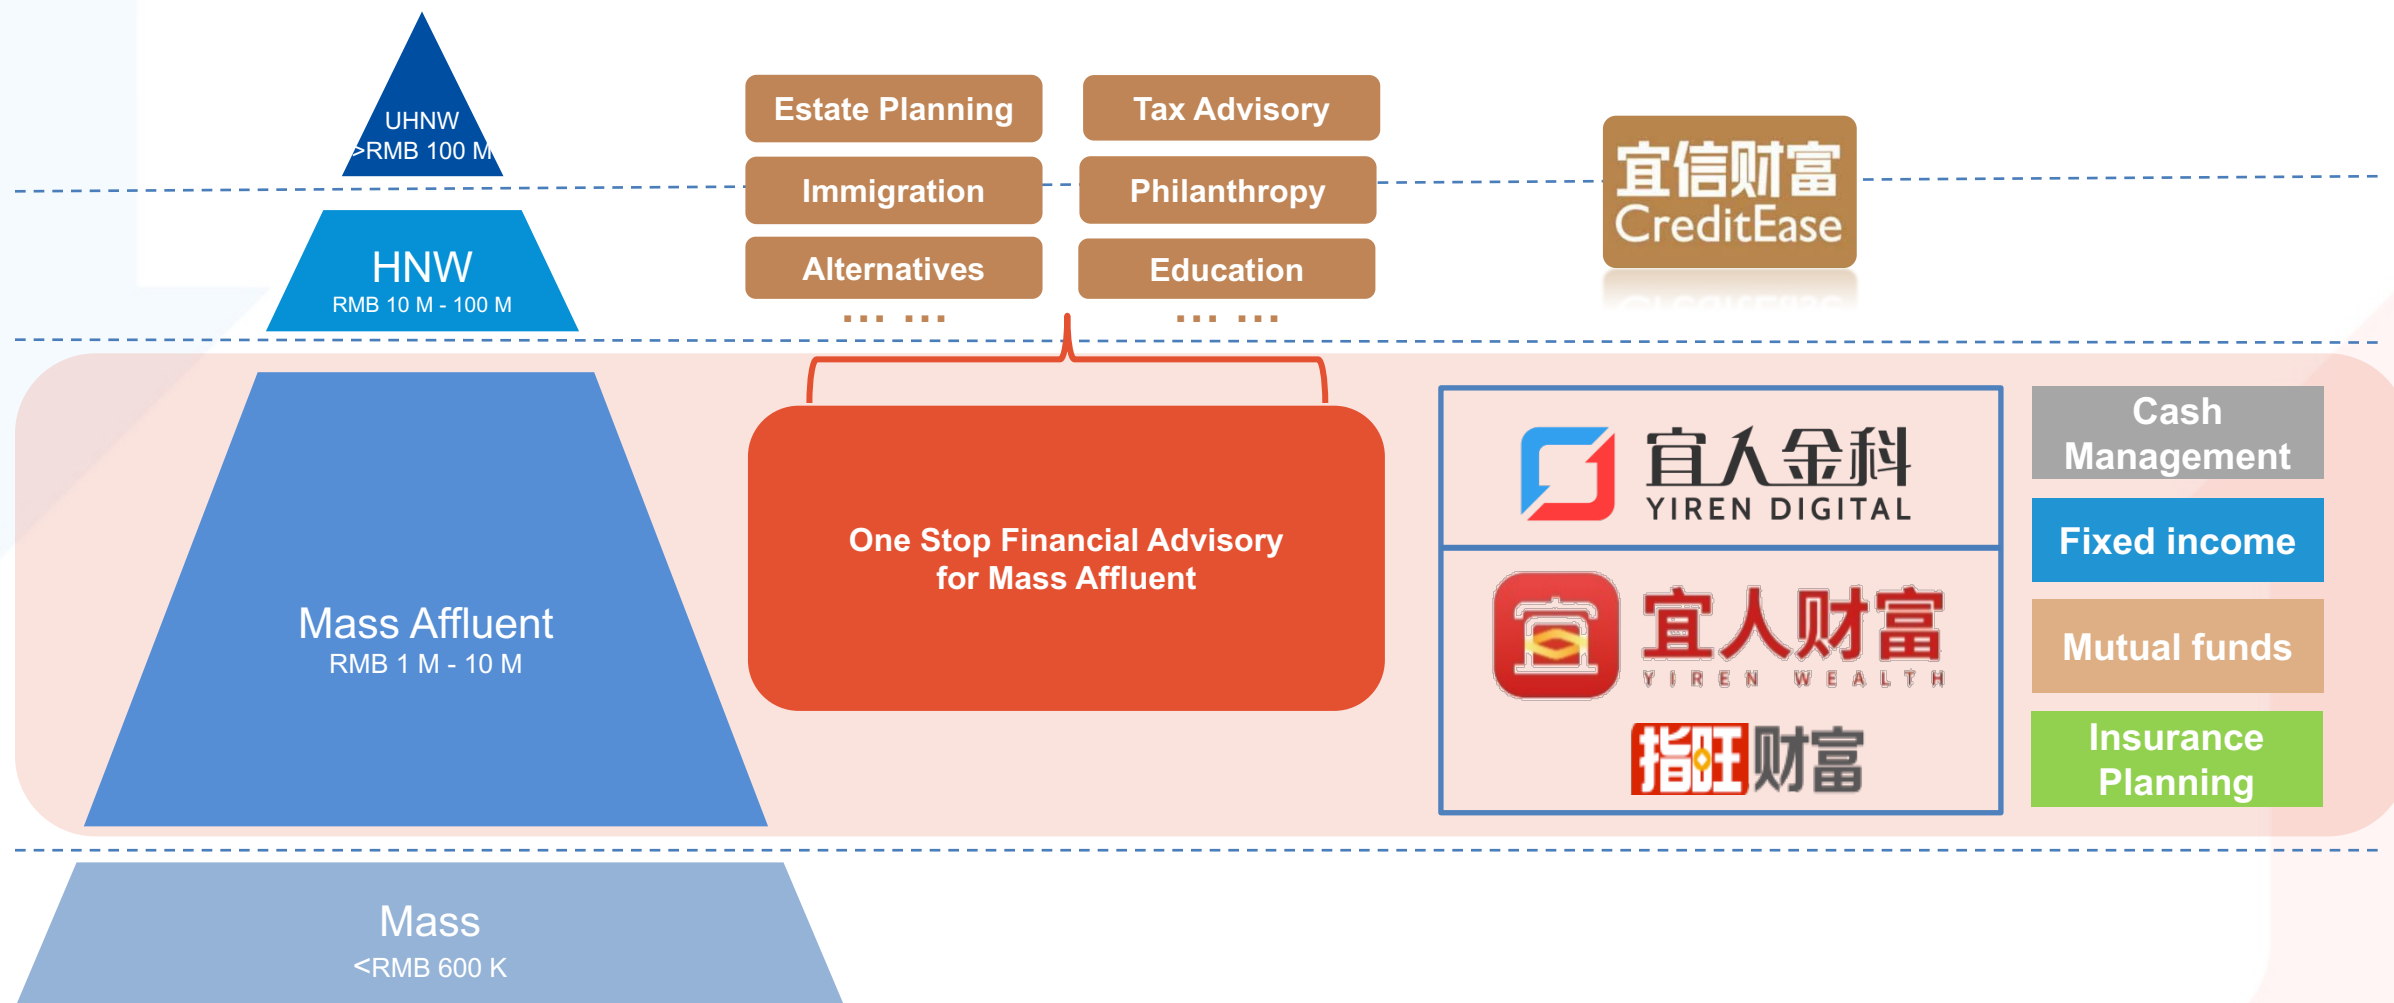 UHNW
>RMB 100 M
HNW
RMB 10 M - 100 M
Mass Affluent
RMB 1 M - 10 M
Mass
<RMB 600 K
Estate Planning
Tax Advisory
Immigration
Philanthropy
Alternatives
Education
... ...
... ...
One Stop Financial Advisory
for Mass Affluent
宜信财富
CreditEase
宜人金科
YIREN DIGITAL
宜人财富
YIREN WEALTH
指旺财富
Cash
Management
Fixed income
Mutual funds
Insurance
Planning